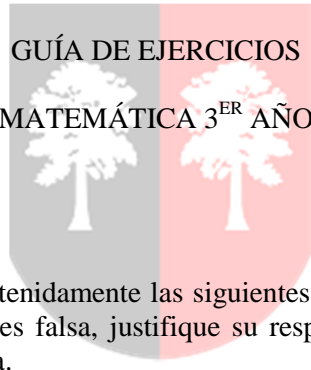 GUÍA DE EJERCICIOS
MATEMÁTICA 3ER AÑO
tenidamente las siguientes
es falsa, justifique su resp
a.